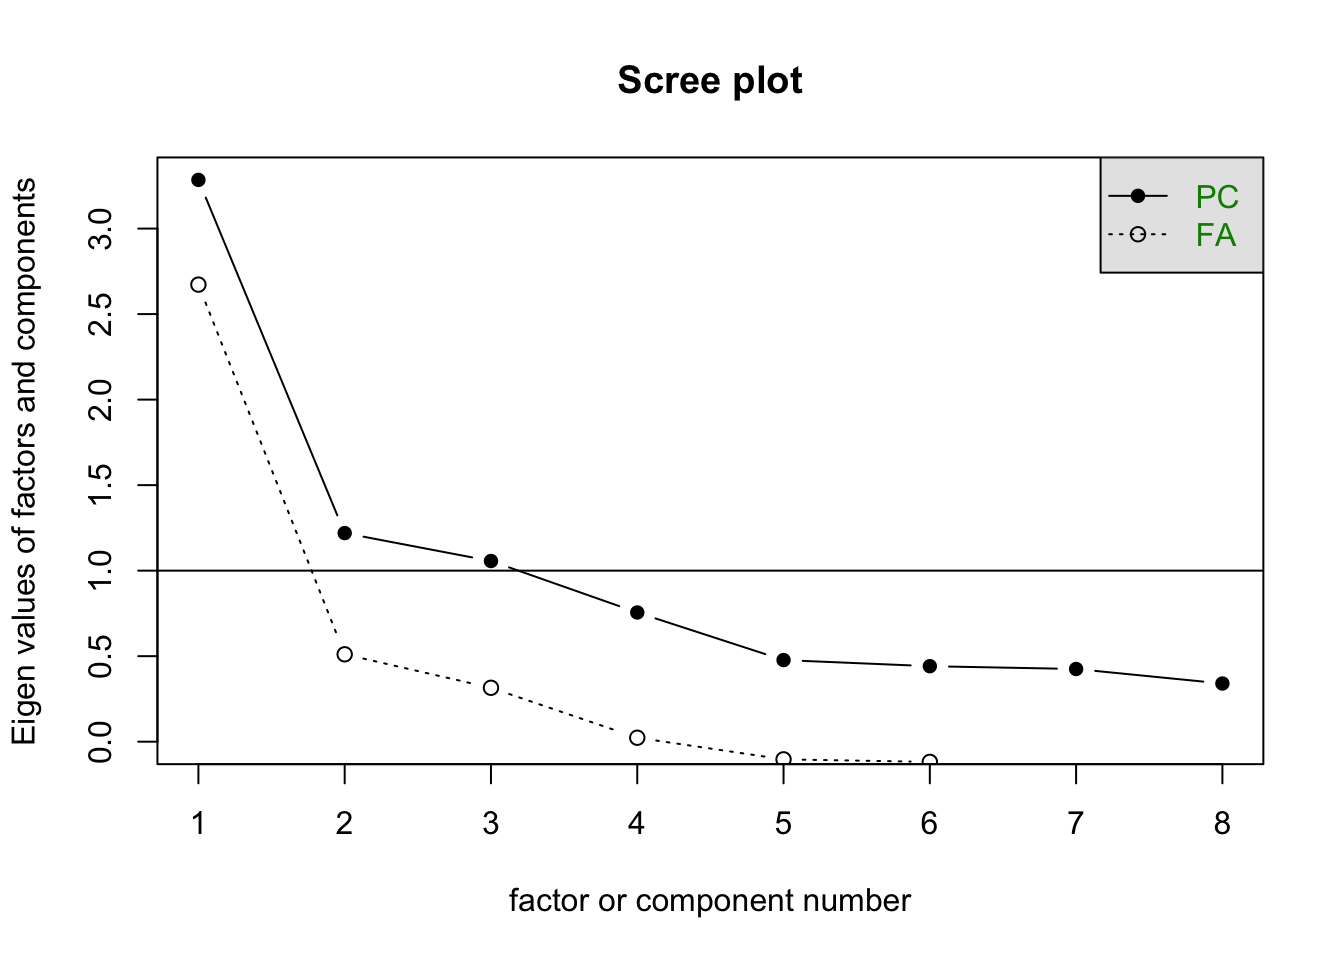 Scree plot
PC
FA
Eigen values of factors and components
3.0
2.5
2.0
1.5
1.0
0.5
0.0
1 2 3 4 5 6 7 8
factor or component number